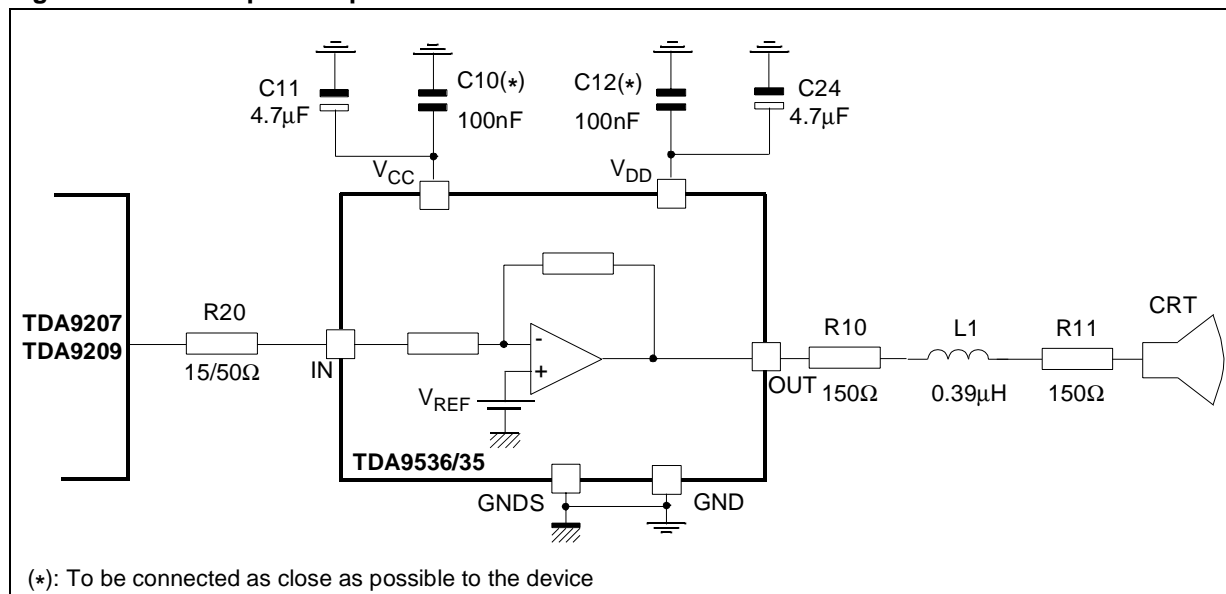 C11
4.7μF
C10(*)
100nF
C12(*)
100nF
C24
4.7μF
VCC
VDD
TDA9207
TDA9209
R20
15/50Ω
IN
-
+
VREF
OUT
R10
150Ω
L1
0.39μH
R11
150Ω
CRT
TDA9536/35
GNDS
GND
(*): To be connected as close as possible to the device